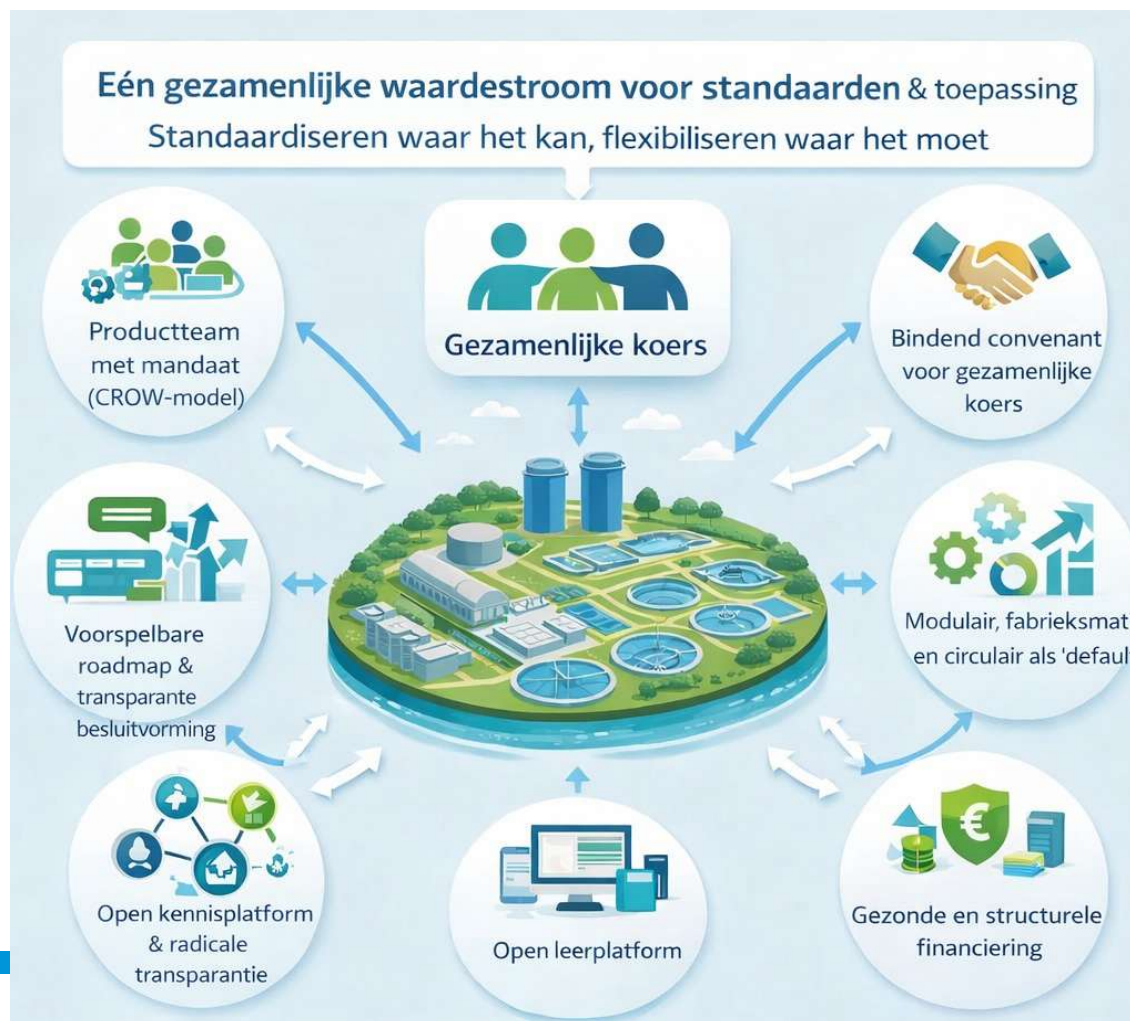 Eén gezamenlijke waardestroom voor standaarden & toepassing
Standaardiseren waar het kan, flexibiliseren waar het moet
Gezamenlijke koers
Productteam
met mandaat
(CROW-model)
Bindend convenant
voor gezamenlijke
koers
Voorspelbare
roadmap &
transparante
besluitvorming
Modulair, fabrieksmat
en circulair als 'default
Open kennisplatform
& radicale
transparantie
Open leerplatform
€
Gezonde en structurele
financiering